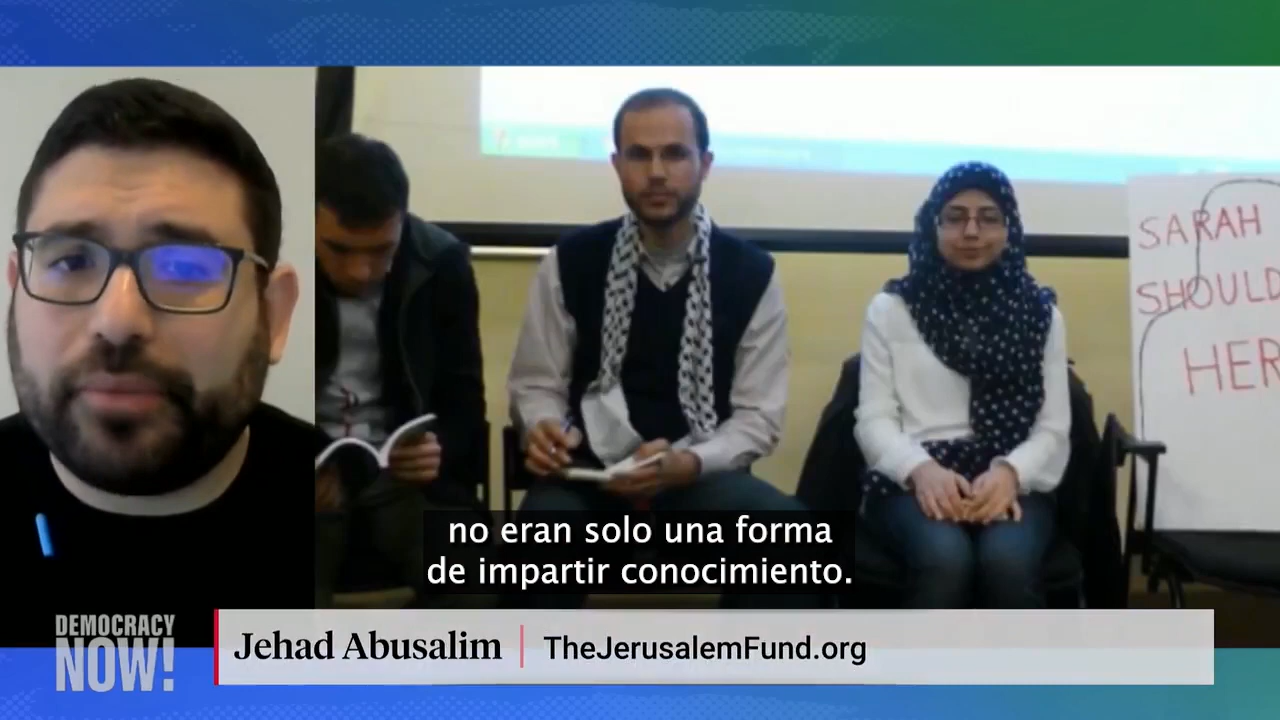 SARAH
SHOULD
HER
no eran solo una forma
de impartir conocimiento.
DEMOCRACY
NOW!
Jehad Abusalim | TheJerusalemFund.org